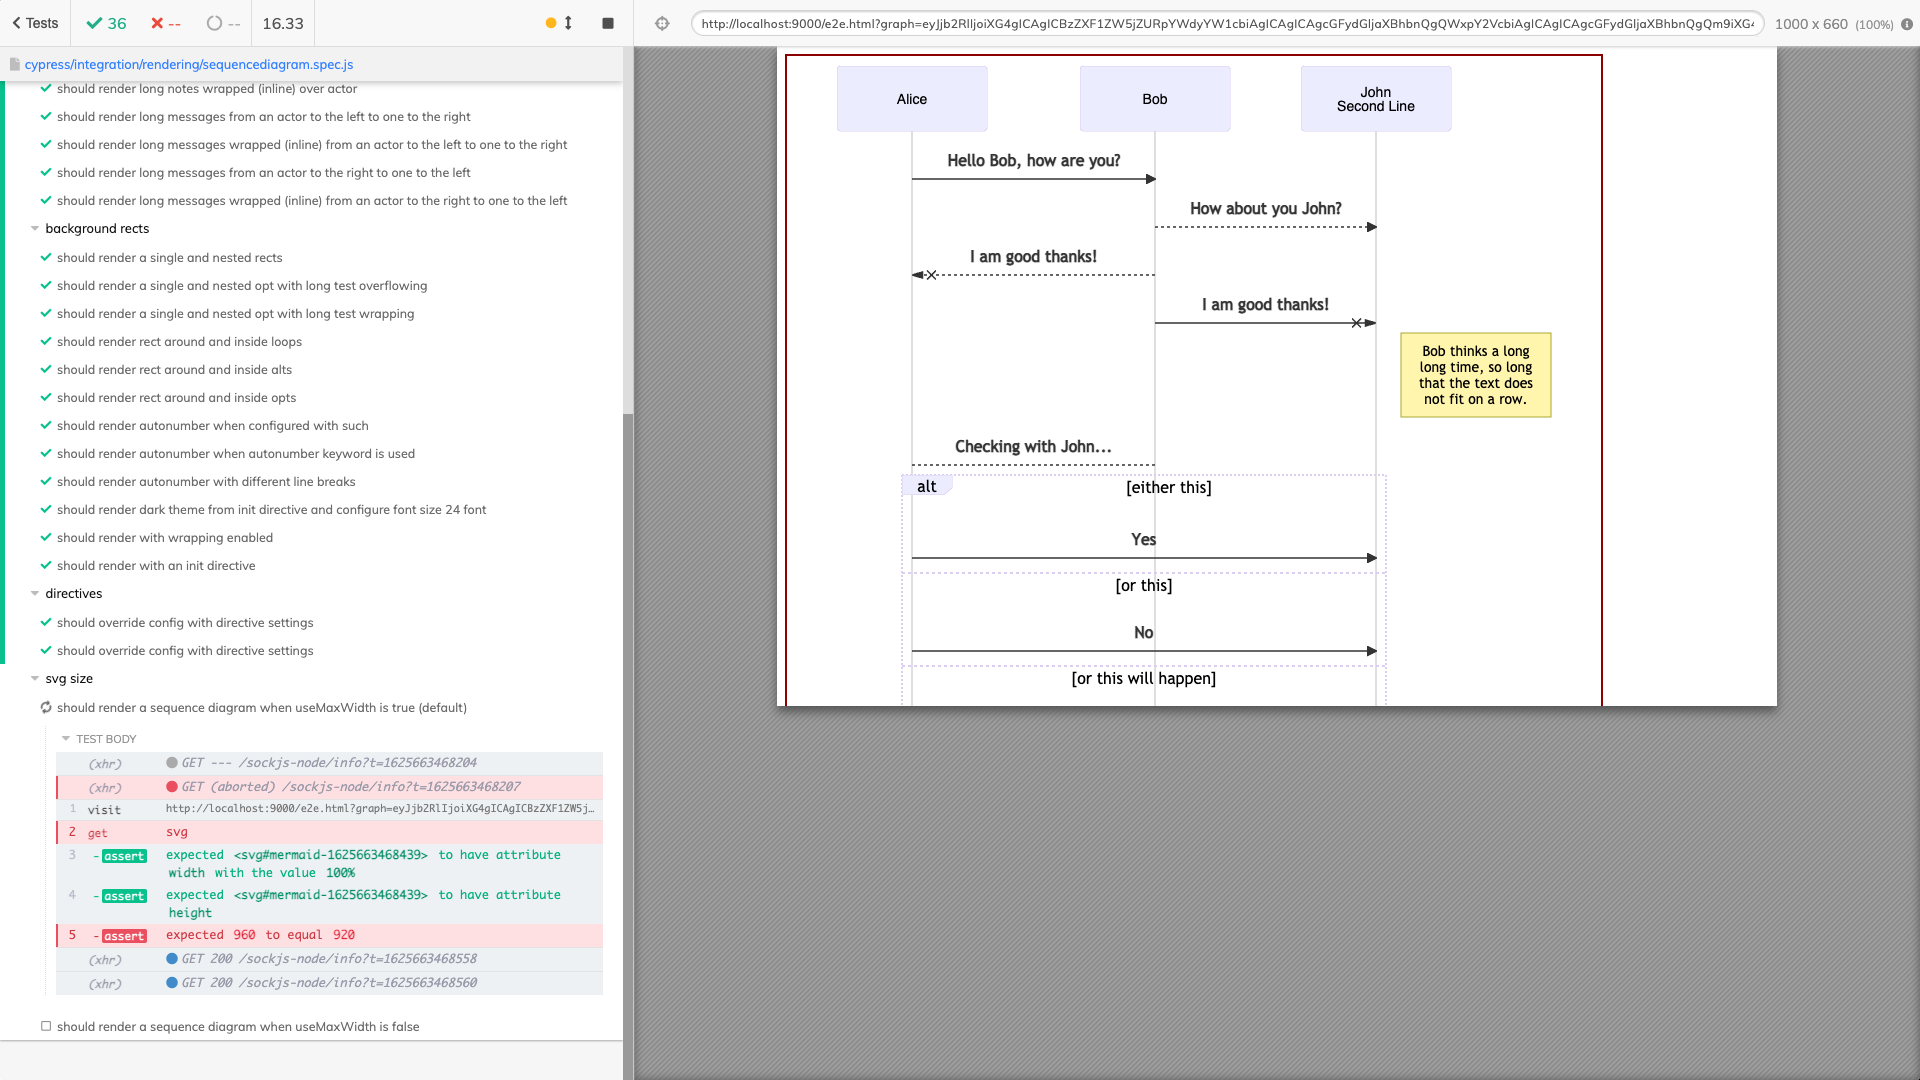 Tests
36
--
--
16.33
cypress/integration/rendering/sequencediagram.spec.js
should render long notes wrapped (inline) over actor
should render long messages from an actor to the left to one to the right
should render long messages wrapped (inline) from an actor to the left to one to the right
should render long messages from an actor to the right to one to the left
should render long messages wrapped (inline) from an actor to the right to one to the left
background rects
should render a single and nested rects
should render a single and nested opt with long test overflowing
should render a single and nested opt with long test wrapping
should render rect around and inside loops
should render rect around and inside alts
should render rect around and inside opts
should render autonumber when configured with such
should render autonumber when autonumber keyword is used
should render autonumber with different line breaks
should render dark theme from init directive and configure font size 24 font
should render with wrapping enabled
should render with an init directive
directives
should override config with directive settings
should override config with directive settings
svg size
should render a sequence diagram when useMaxWidth is true (default)
TEST BODY
(xhr) GET --- /sockjs-node/info?t=1625663468204
(xhr) GET (aborted) /sockjs-node/info?t=1625663468207
1 visit http://localhost:9000/e2e.html?graph=eyJjb2RlIjoiXG4gICAgICBzZXF1ZW5j…
2 get svg
3 -assert expected <svg#mermaid-1625663468439> to have attribute
width with the value 100%
4 -assert expected <svg#mermaid-1625663468439> to have attribute
height
5 -assert expected 960 to equal 920
(xhr) GET 200 /sockjs-node/info?t=1625663468558
(xhr) GET 200 /sockjs-node/info?t=1625663468560
should render a sequence diagram when useMaxWidth is false
http://localhost:9000/e2e.html?graph=eyJjb2RlIjoiXG4gICAgICBzZXF1ZW5jZURpYWdyYW1cbiAgICAgICAgcGFydGljaXBhbnQgQWxpY2VcbiAgICAgICAgcGFydGljaXBhbnQgQm9iXG4
1000 x 660 (100%)
Alice
Bob
John
Second Line
Hello Bob, how are you?
How about you John?
I am good thanks!
I am good thanks!
Bob thinks a long
long time, so long
that the text does
not fit on a row.
Checking with John...
alt
[either this]
Yes
[or this]
No
[or this will happen]